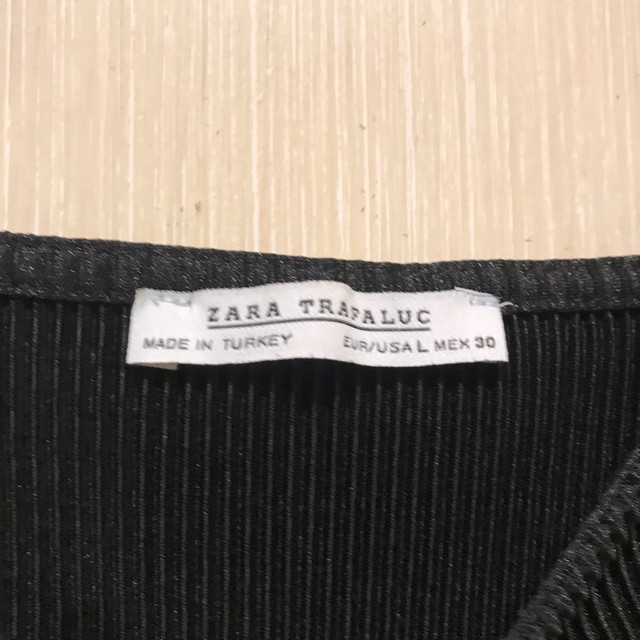 ZARA TRAFALUC
MADE IN TURKEY EUR/USA L MEX 30